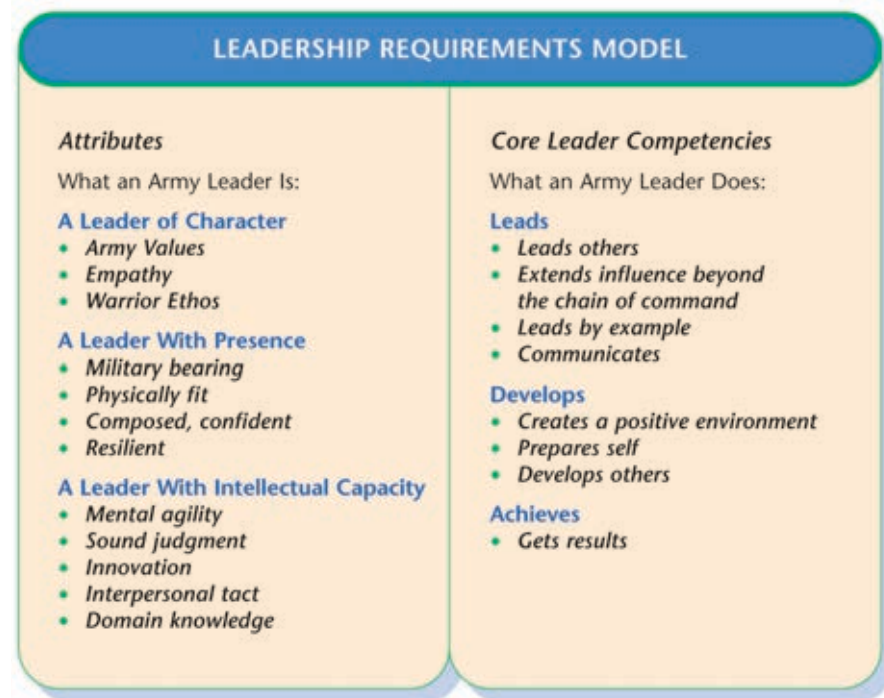 LEADERSHIP REQUIREMENTS MODEL
Attributes
What an Army Leader Is:
A Leader of Character
• Army Values
• Empathy
• Warrior Ethos
A Leader With Presence
• Military bearing
• Physically fit
• Composed, confident
• Resilient
A Leader With Intellectual Capacity
• Mental agility
• Sound judgment
• Innovation
• Interpersonal tact
• Domain knowledge
Core Leader Competencies
What an Army Leader Does:
Leads
• Leads others
• Extends influence beyond
the chain of command
• Leads by example
• Communicates
Develops
• Creates a positive environment
• Prepares self
• Develops others
Achieves
• Gets results